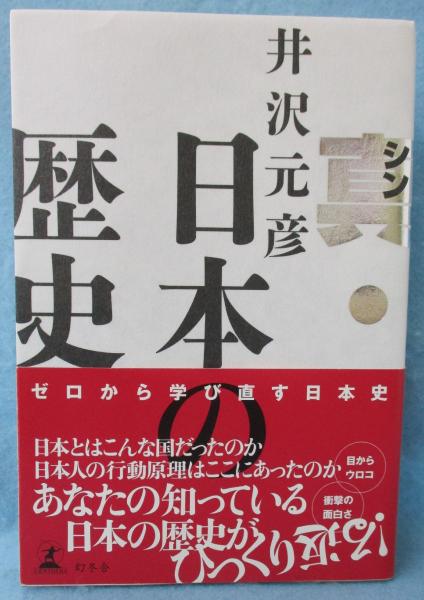 真・
シン
日本の
歴史
井沢元彦
ゼロから学び直す日本史
日本とはこんな国だったのか
日本人の行動原理はここにあったのか
あなたの知っている
日本の歴史が
ひっくり返る!
目から
ウロコ
衝撃の
面白さ
GENTOSHA
幻冬舎